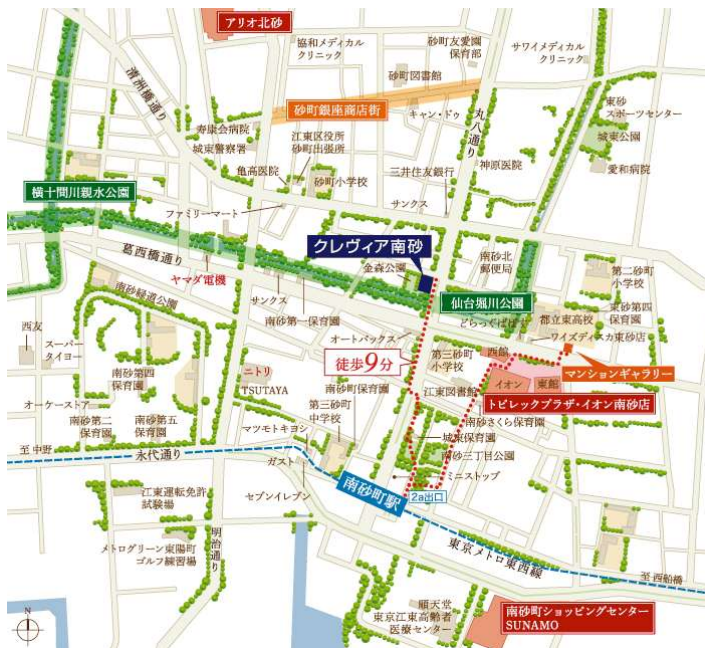 アリオ北砂
協和メディカル
クリニック
砂町友愛園
保育部
サワイメディカル
クリニック
清洲橋通り
砂町図書館
砂町銀座商店街
キャン・ドゥ
丸八通り
東砂
スポーツセンター
城東公園
寿康会病院
城東警察署
江東区役所
砂町出張所
亀高医院
砂町小学校
三井住友銀行
神原医院
愛和病院
横十間川親水公園
ファミリーマート
サンクス
葛西橋通り
クレヴィア南砂
金森公園
南砂北
郵便局
第二砂町
小学校
ヤマダ電機
仙台堀川公園
南砂緑道公園
サンクス
南砂第一保育園
オートバックス
どらっぐぱぱす
都立東高校
東砂第四
保育園
ワイズディスカ東砂店
西友
スーパー
タイヨー
徒歩9分
第三砂町
小学校
西館
マンションギャラリー
南砂第四
保育園
ニトリ
TSUTAYA
南砂町保育園
江東図書館
イオン
東館
オーケーストア
第三砂町
中学校
トピレックプラザ・イオン南砂店
南砂第二
保育園
南砂第五
保育園
マツモトキヨシ
南砂さくら保育園
城東保育園
至 中野
永代通り
ガスト
南砂三丁目公園
ミニストップ
セブンイレブン
南砂町駅
2a出口
江東運転免許
試験場
明治通り
メトログリーン東陽町
ゴルフ練習場
東京メトロ東西線
至 西船橋
N
順天堂
東京江東高齢者
医療センター
南砂町ショッピングセンター
SUNAMO